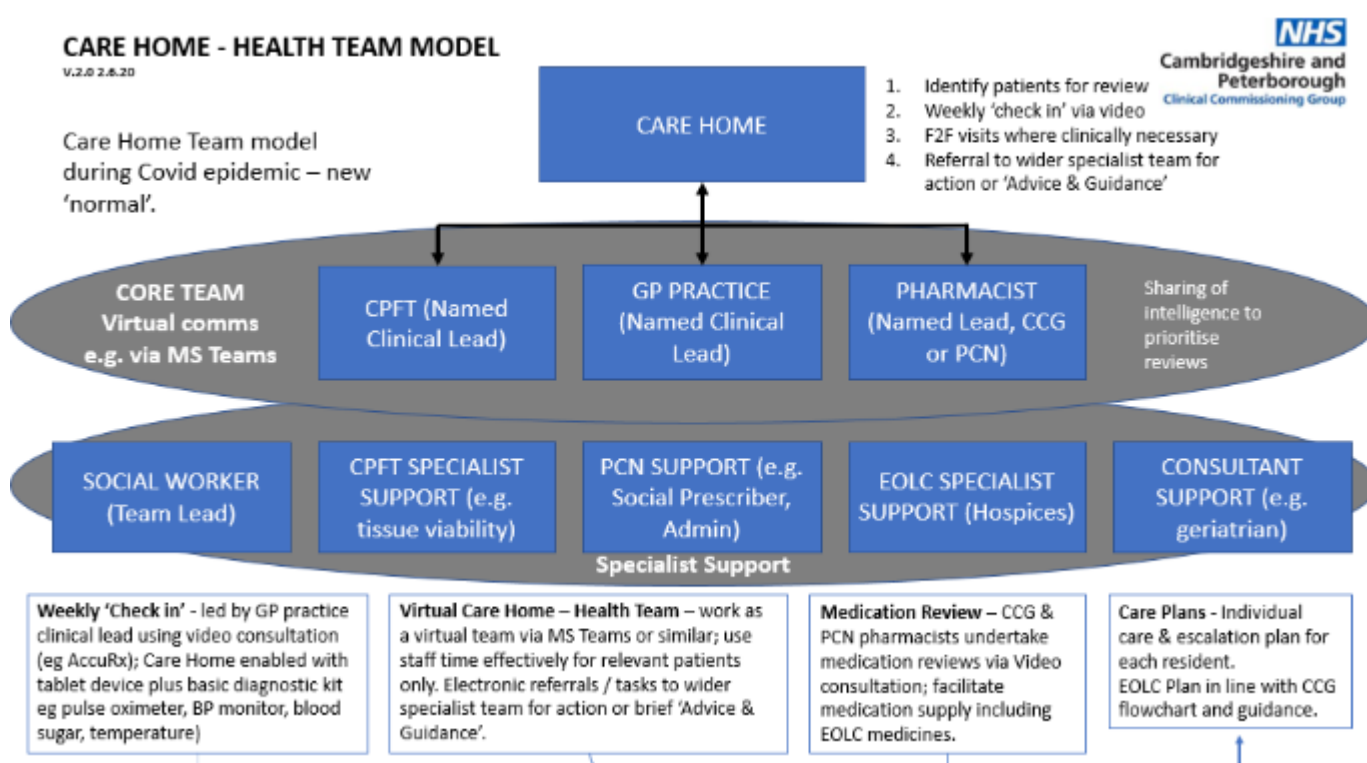 CARE HOME - HEALTH TEAM MODEL
V.2.0 2.6.20
NHS
Cambridgeshire and
Peterborough
Clinical Commissioning Group
Care Home Team model
during Covid epidemic – new
‘normal’.
CARE HOME
1. Identify patients for review
2. Weekly ‘check in’ via video
3. F2F visits where clinically necessary
4. Referral to wider specialist team for
action or ‘Advice & Guidance’
CORE TEAM
Virtual comms
e.g. via MS Teams
CPFT (Named
Clinical Lead)
GP PRACTICE
(Named Clinical
Lead)
PHARMACIST
(Named Lead, CCG
or PCN)
Sharing of
intelligence to
prioritise
reviews
SOCIAL WORKER
(Team Lead)
CPFT SPECIALIST
SUPPORT (e.g.
tissue viability)
PCN SUPPORT (e.g.
Social Prescriber,
Admin)
EOLC SPECIALIST
SUPPORT (Hospices)
CONSULTANT
SUPPORT (e.g.
geriatrian)
Specialist Support
Weekly ‘Check in’ - led by GP practice
clinical lead using video consultation
(eg AccuRx); Care Home enabled with
tablet device plus basic diagnostic kit
eg pulse oximeter, BP monitor, blood
sugar, temperature)
Virtual Care Home – Health Team – work as
a virtual team via MS Teams or similar; use
staff time effectively for relevant patients
only. Electronic referrals / tasks to wider
specialist team for action or brief ‘Advice &
Guidance’.
Medication Review – CCG &
PCN pharmacists undertake
medication reviews via Video
consultation; facilitate
medication supply including
EOLC medicines.
Care Plans - Individual
care & escalation plan for
each resident.
EOLC Plan in line with CCG
flowchart and guidance.